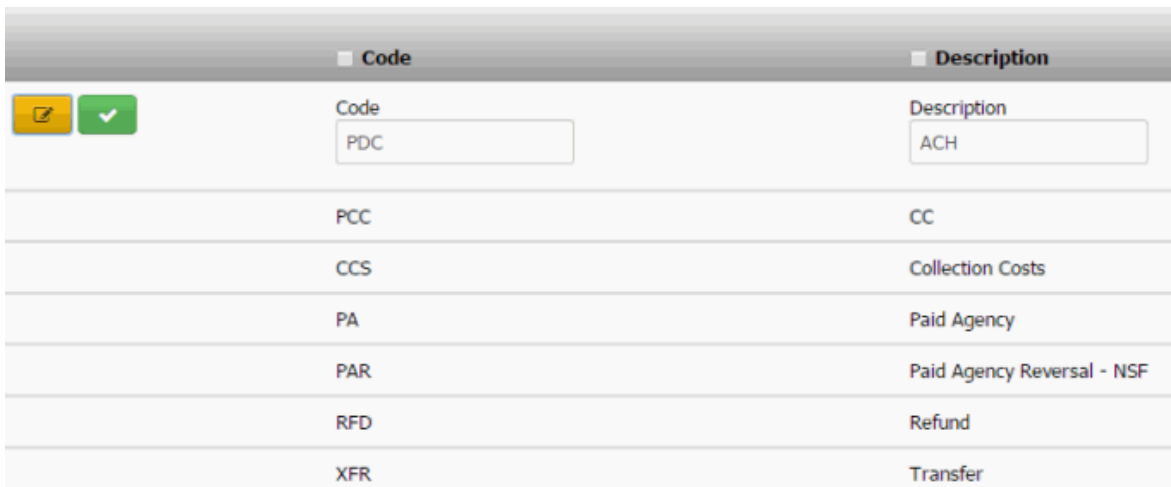 Code Description
Code Description
PDC ACH
PCC CC
CCS Collection Costs
PA Paid Agency
PAR Paid Agency Reversal - NSF
RFD Refund
XFR Transfer